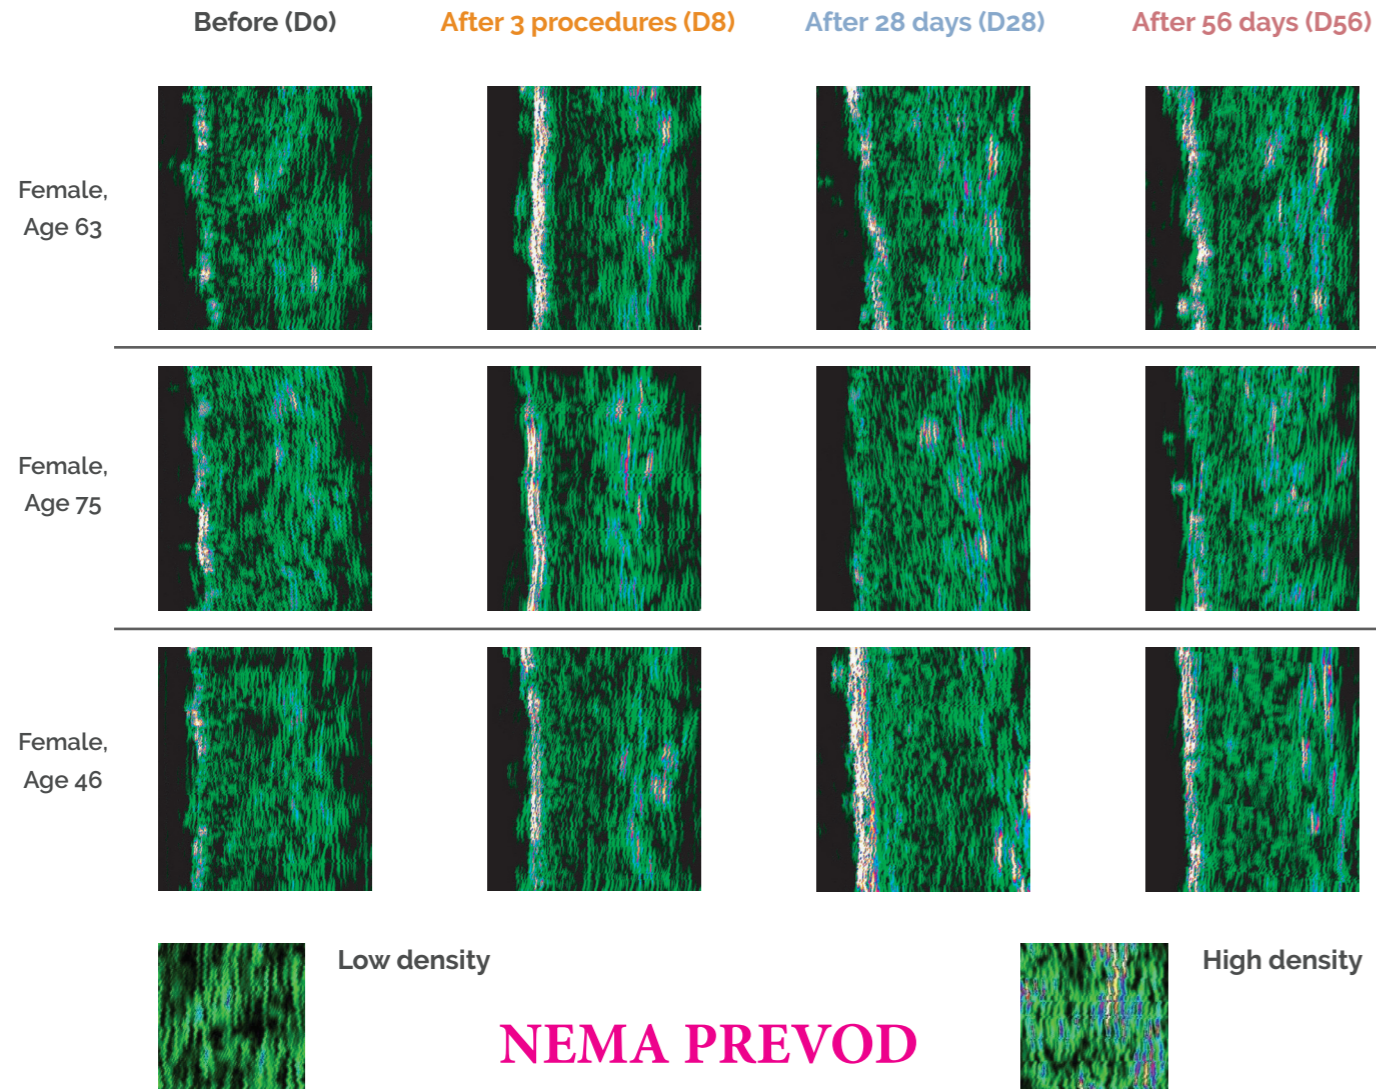 Before (D0)
After 3 procedures (D8)
After 28 days (D28)
After 56 days (D56)
Female,
Age 63
Female,
Age 75
Female,
Age 46
Low density
High density
NEMA PREVOD